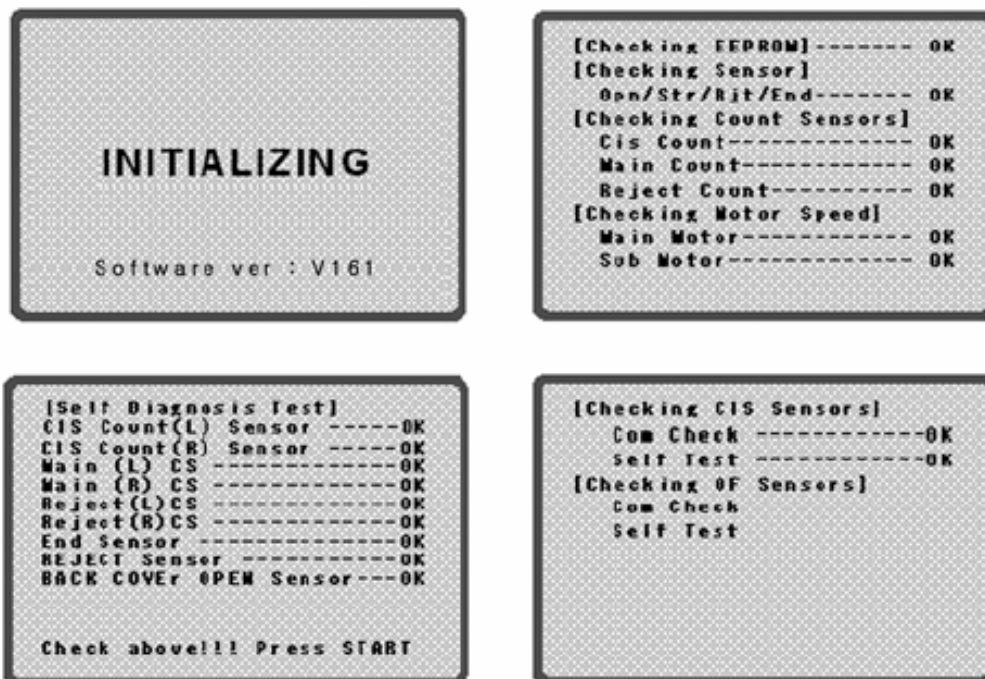 INITIALIZING
Software ver : V161
[Checking EEPROM]------- OK
[Checking Sensor]
Opn/Str/Rjt/End------- OK
[Checking Count Sensors]
Cis Count------------- OK
Main Count------------ OK
Reject Count---------- OK
[Checking Motor Speed]
Main Motor------------ OK
Sub Motor------------- OK
[Self Diagnosis Test]
CIS Count(L) Sensor -----OK
CIS Count(R) Sensor -----OK
Main (L) CS -------------OK
Main (R) CS -------------OK
Reject(L)CS -------------OK
Reject(R)CS -------------OK
End Sensor --------------OK
REJECT Sensor -----------OK
BACK COVEr OPEN Sensor---OK
Check above!!! Press START
[Checking CIS Sensors]
Com Check ------------OK
Self Test ------------OK
[Checking OF Sensors]
Com Check
Self Test